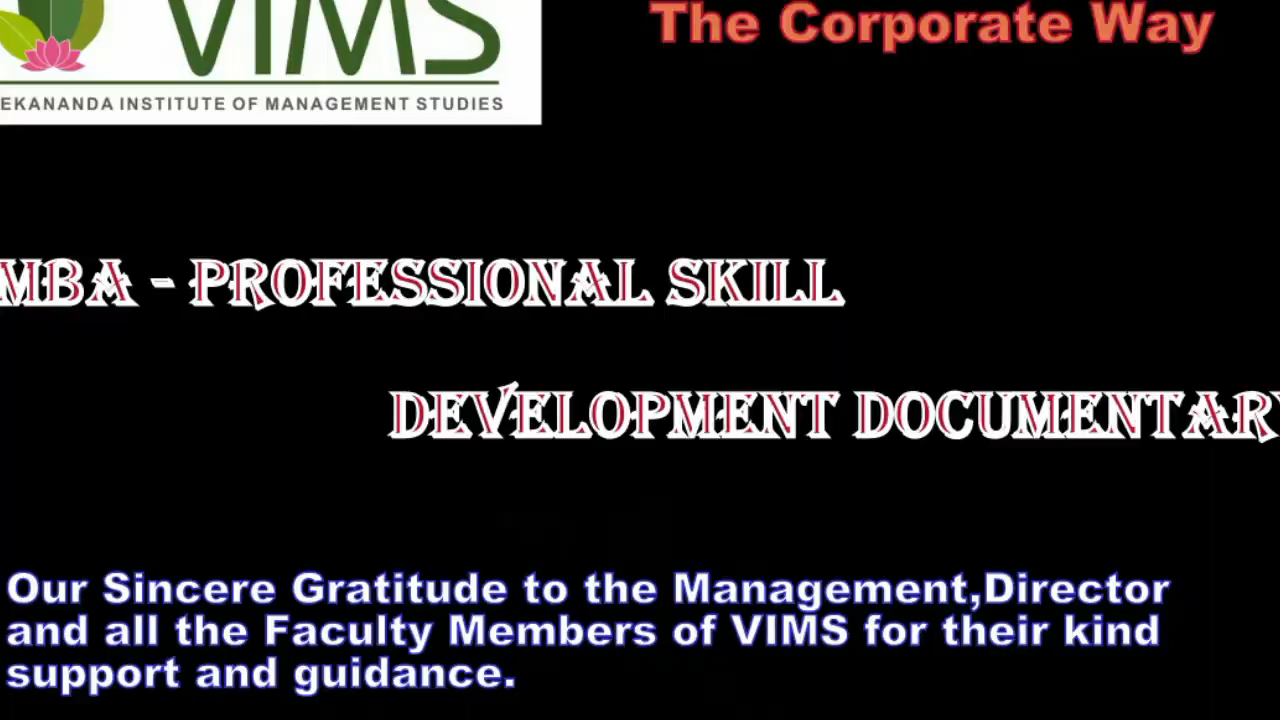 VIMS
The Corporate Way
EKANANDA INSTITUTE OF MANAGEMENT STUDIES
MBA - PROFESSIONAL SKILL
DEVELOPMENT DOCUMENTARY
Our Sincere Gratitude to the Management,Director
and all the Faculty Members of VIMS for their kind
support and guidance.